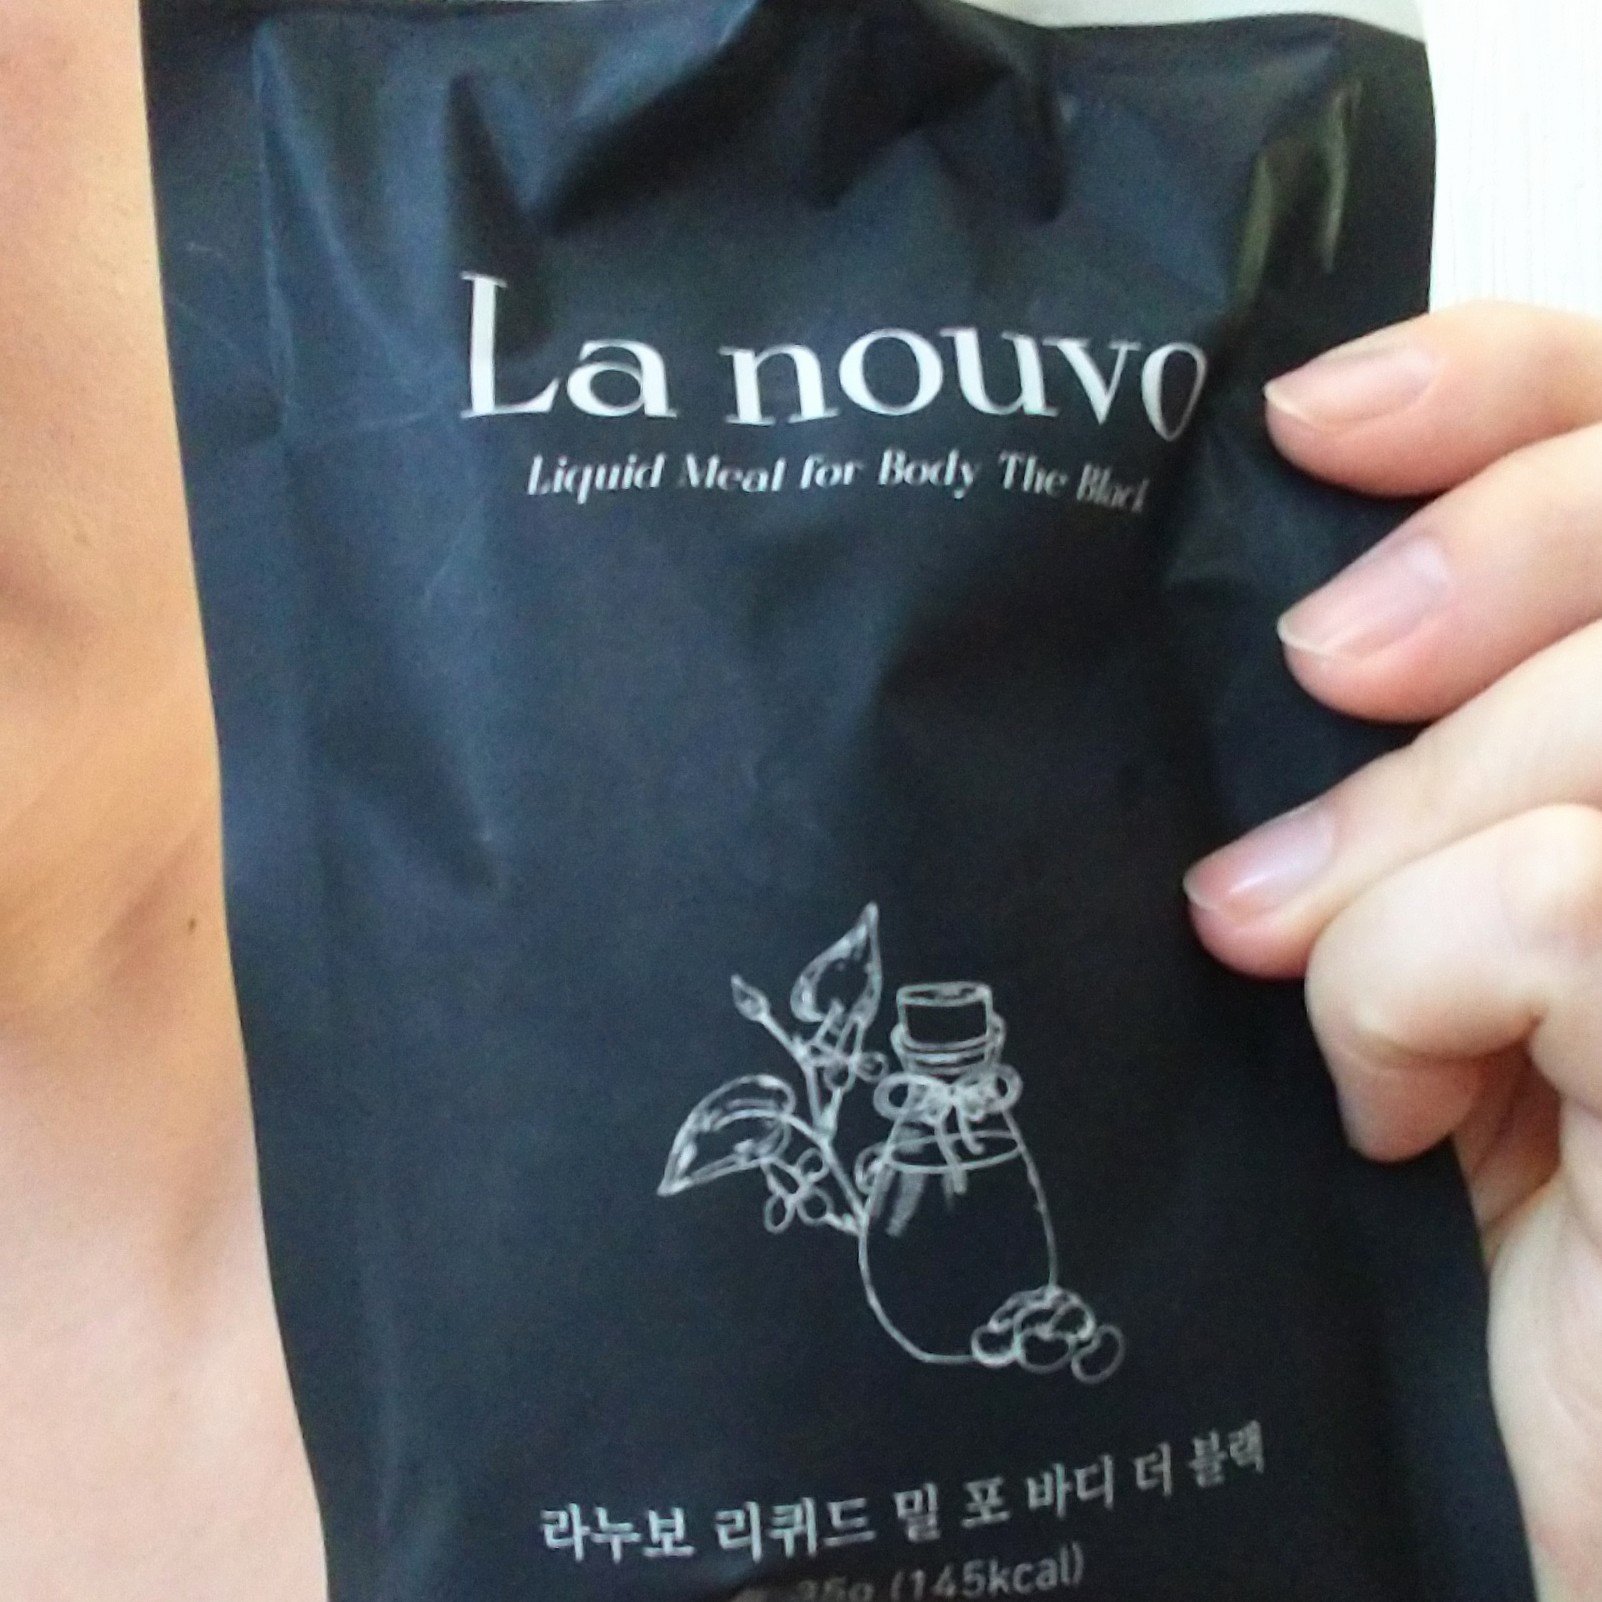 La nouvo
Liquid Meal for Body The Black
라누보 리퀴드 밀 포 바디 더 블랙
35g (145kcal)